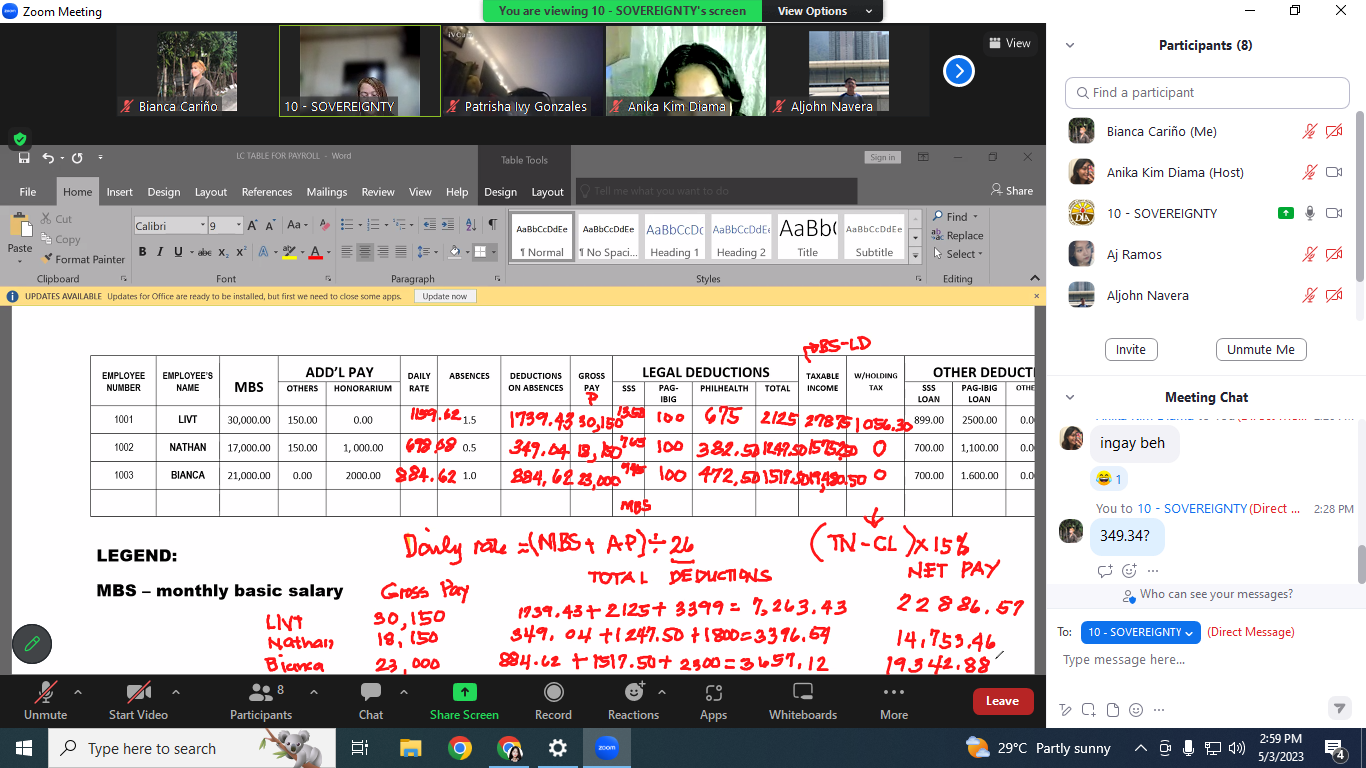 Zoom Meeting
You are viewing 10 - SOVEREIGNTY's screen
View Options
Bianca Cariño
10 - SOVEREIGNTY
Patrisha Ivy Gonzales
Anika Kim Diama
Aljohn Navera
View
LC TABLE FOR PAYROLL - Word
Table Tools
Sign in
File Home Insert Design Layout References Mailings Review View Help Design Layout Tell me what you want to do Share
Paste
Cut
Copy
Format Painter
Calibri 9
AaBbCcDdEe AaBbCcDdEe AaBbCcDc AaBbCcDdEe AaBbC AaBbCcDdEe
¶ Normal ¶ No Spaci... Heading 1 Heading 2 Title Subtitle
Find
Replace
Select
Clipboard Font Paragraph Styles Editing
UPDATES AVAILABLE Updates for Office are ready to be installed, but first we need to close some apps. Update now
BS-LD
EMPLOYEE NUMBER EMPLOYEE'S NAME MBS ADD'L PAY OTHERS HONORARIUM DAILY RATE ABSENCES DEDUCTIONS ON ABSENCES GROSS PAY LEGAL DEDUCTIONS SSS PAG-IBIG PHILHEALTH TOTAL TAXABLE INCOME W/HOLDING TAX OTHER DEDUCTI SSS LOAN PAG-IBIG LOAN OTHE
P
1001 LIVT 30,000.00 150.00 0.00 1159.62 1.5 1739.43 30,150 1350 100 675 2125 27875 1056.30 899.00 2500.00 0.0
1002 NATHAN 17,000.00 150.00 1, 000.00 698.08 0.5 349.04 18,150 765 100 382.50 1247.50 15752.50 0 700.00 1,100.00 0.0
1003 BIANCA 21,000.00 0.00 2000.00 884.62 1.0 884.62 23,000 945 100 472.50 1517.50 19,480.50 0 700.00 1.600.00 0.0
MBS
LEGEND:
Daily rate = (MBS + AP) ÷ 26
(TN-CL) X 15%
MBS – monthly basic salary
Gross Pay
TOTAL DEDUCTIONS
NET PAY
LIVT 30,150 1739.43+2125+3399=7,263.43 22886.57
Nathan, 18,150 349.04+1247.50+1800=3396.54 14,753.46
Bianca 23,000 884.62+1517.50+2300=3657.12 19342.88
Participants (8)
Find a participant
Bianca Cariño (Me)
Anika Kim Diama (Host)
10 - SOVEREIGNTY
Aj Ramos
Aljohn Navera
Invite Unmute Me
Meeting Chat
ingay beh
1
You to 10 - SOVEREIGNTY(Direct ... 2:28 PM
349.34?
Who can see your messages?
To: 10 - SOVEREIGNTY (Direct Message)
Type message here...
Unmute Start Video Participants 8 Chat Share Screen Record Reactions Apps Whiteboards More Leave
Type here to search
29°C Partly sunny
2:59 PM
5/3/2023
4